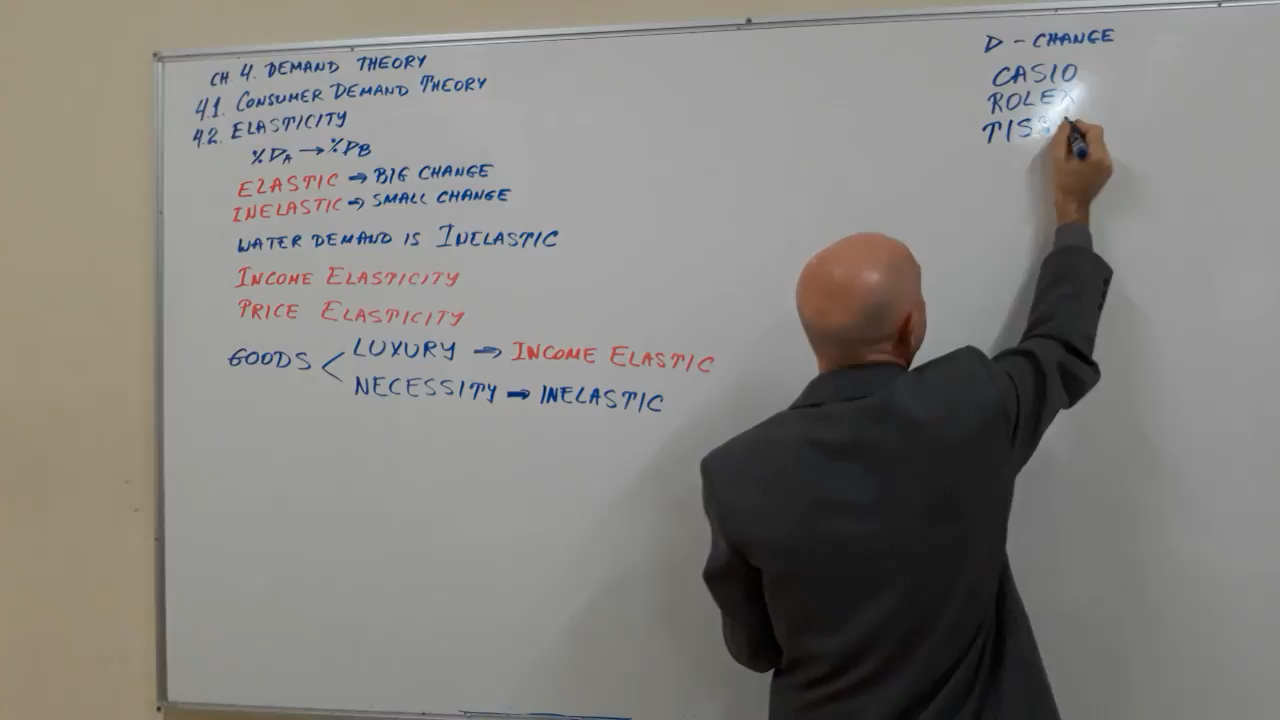 CH. 4. DEMAND THEORY
4.1. CONSUMER DEMAND THEORY
4.2. ELASTICITY
%DA → %DB
ELASTIC → BIG CHANGE
INELASTIC → SMALL CHANGE
WATER DEMAND IS INELASTIC
INCOME ELASTICITY
PRICE ELASTICITY
GOODS < LUXURY → INCOME ELASTIC
NECESSITY → INELASTIC
D - CHANGE
CASIO
ROLEX
TISS